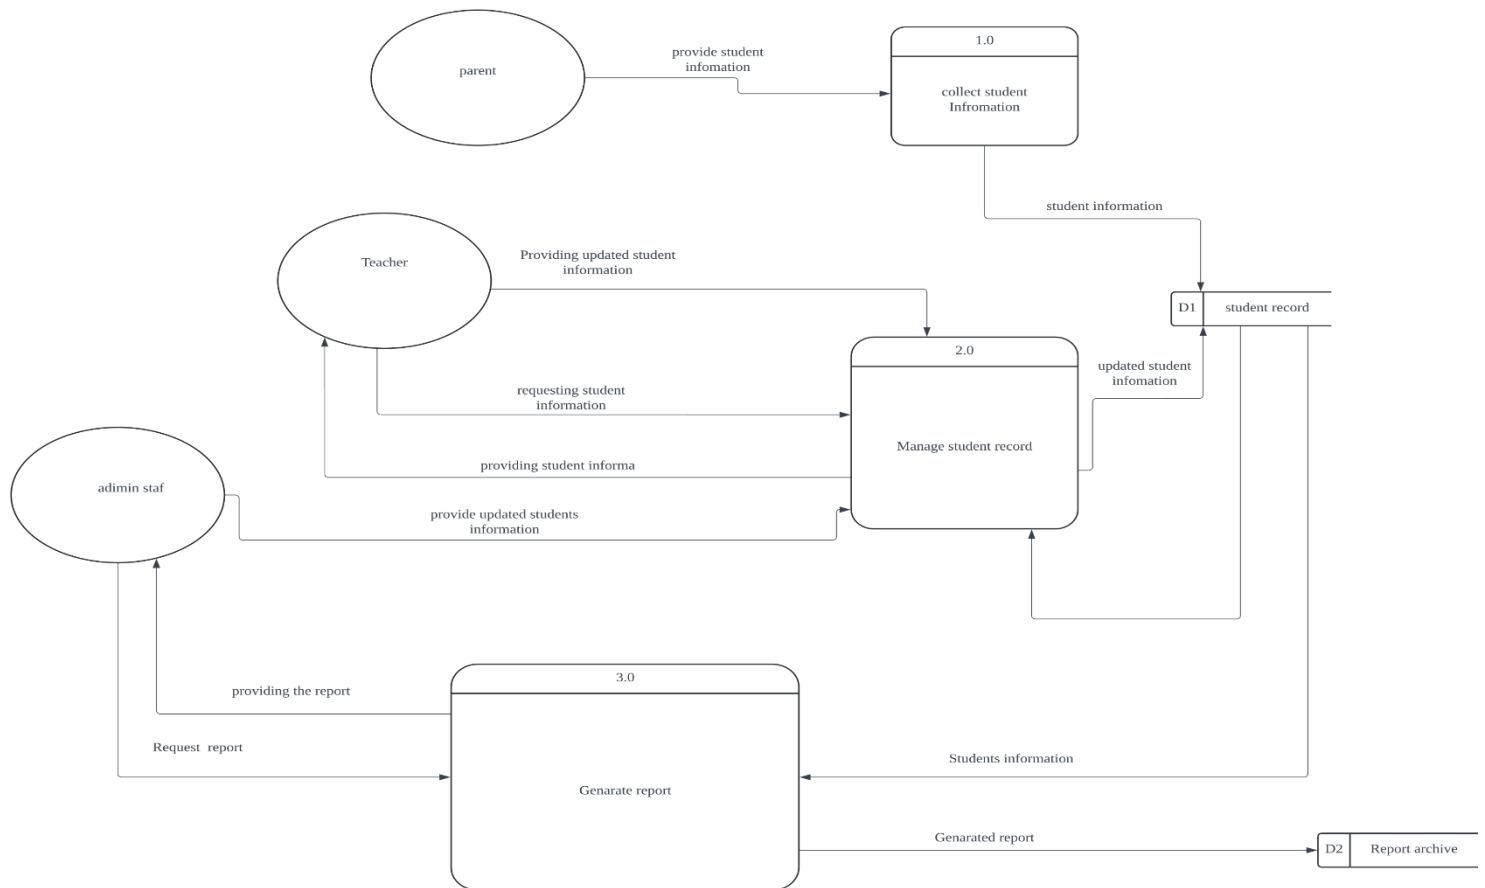 1.0
parent
provide student
infomation
collect student
Infromation
student information
Teacher
Providing updated student
information
D1
student record
2.0
updated student
infomation
requesting student
information
Manage student record
providing student informa
adimin staf
provide updated students
information
3.0
providing the report
Request report
Students information
Genarate report
Genarated report
D2
Report archive